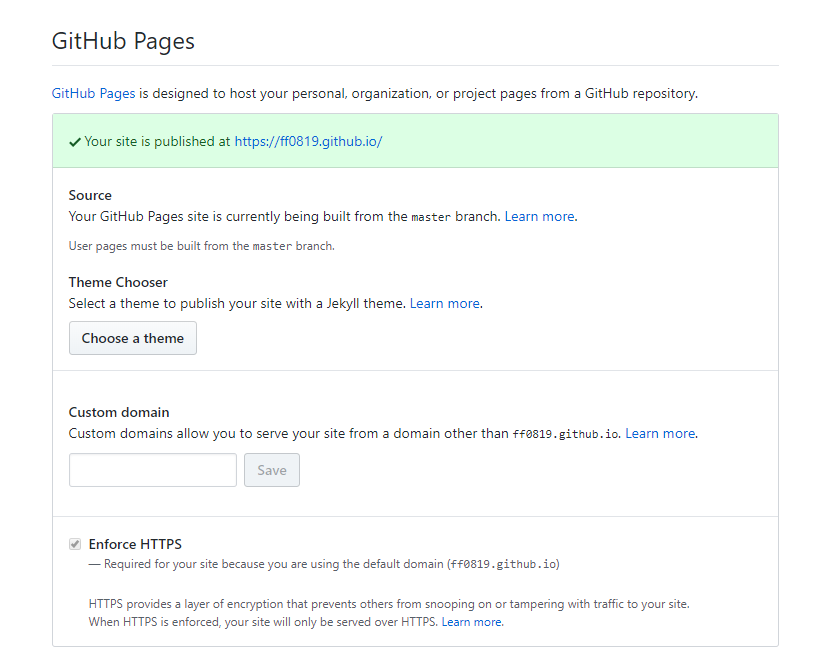 GitHub Pages
GitHub Pages is designed to host your personal, organization, or project pages from a GitHub repository.
Your site is published at https://ff0819.github.io/
Source
Your GitHub Pages site is currently being built from the master branch. Learn more.
User pages must be built from the master branch.
Theme Chooser
Select a theme to publish your site with a Jekyll theme. Learn more.
Choose a theme
Custom domain
Custom domains allow you to serve your site from a domain other than ff0819.github.io. Learn more.
Save
Enforce HTTPS
— Required for your site because you are using the default domain (ff0819.github.io)
HTTPS provides a layer of encryption that prevents others from snooping on or tampering with traffic to your site.
When HTTPS is enforced, your site will only be served over HTTPS. Learn more.